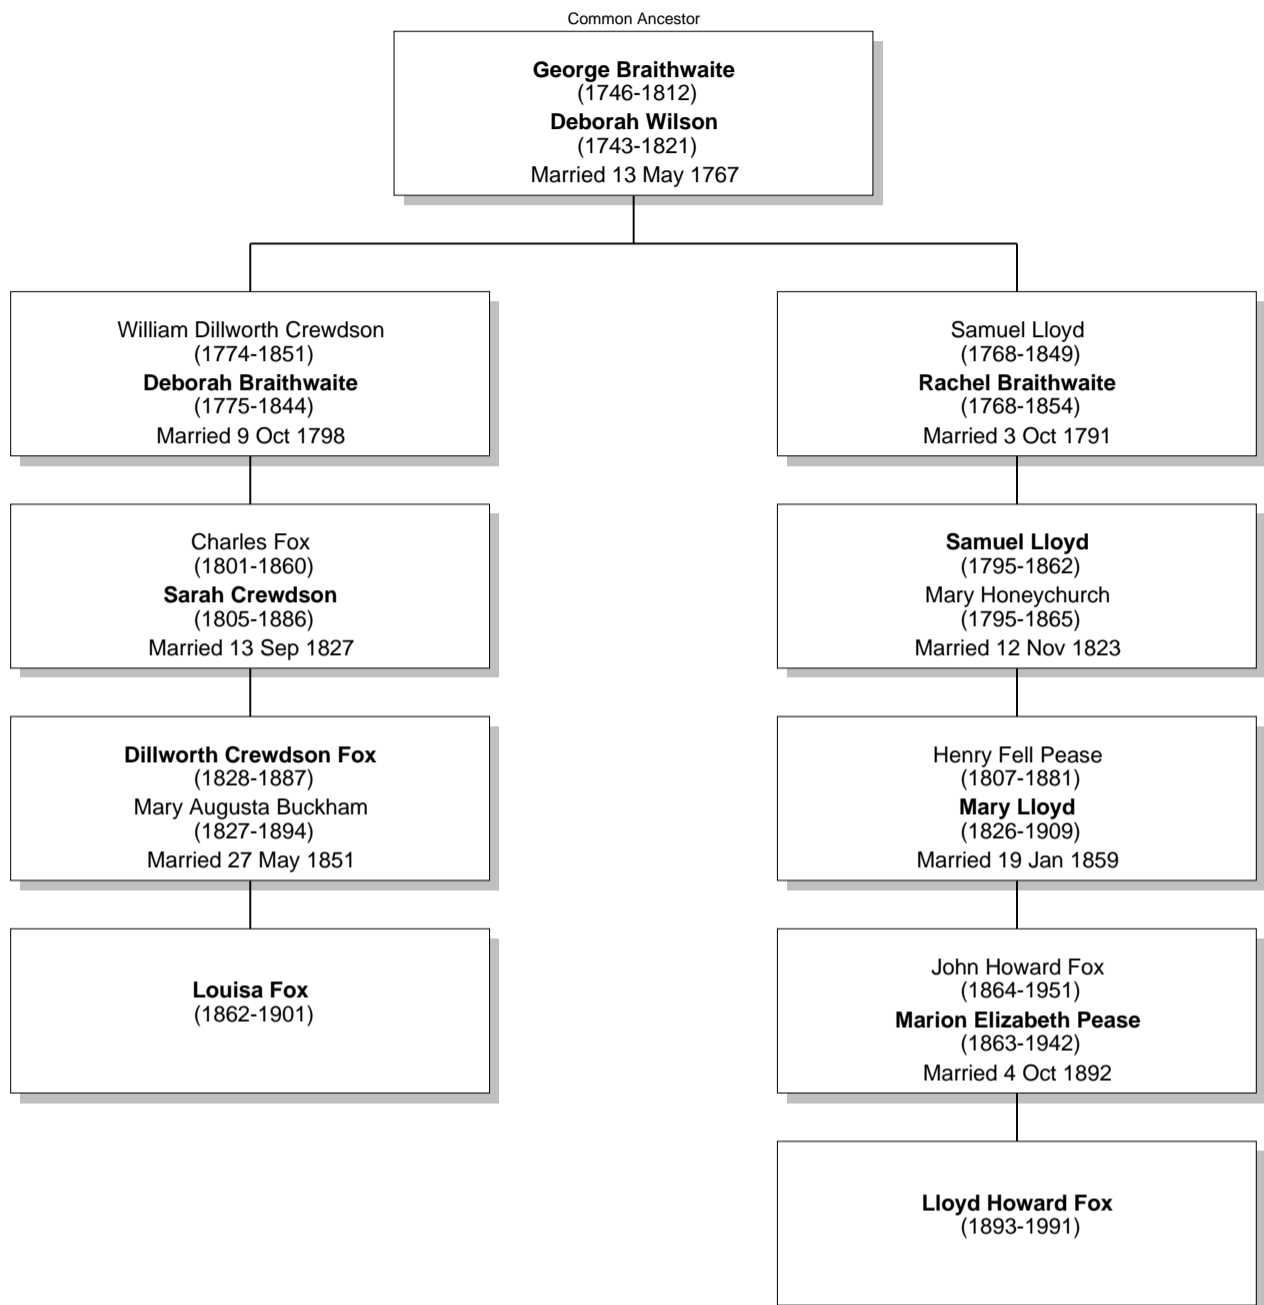 Common Ancestor
George Braithwaite
(1746-1812)
Deborah Wilson
(1743-1821)
Married 13 May 1767
William Dillworth Crewdson
(1774-1851)
Deborah Braithwaite
(1775-1844)
Married 9 Oct 1798
Samuel Lloyd
(1768-1849)
Rachel Braithwaite
(1768-1854)
Married 3 Oct 1791
Charles Fox
(1801-1860)
Sarah Crewdson
(1805-1886)
Married 13 Sep 1827
Samuel Lloyd
(1795-1862)
Mary Honeychurch
(1795-1865)
Married 12 Nov 1823
Dillworth Crewdson Fox
(1828-1887)
Mary Augusta Buckham
(1827-1894)
Married 27 May 1851
Henry Fell Pease
(1807-1881)
Mary Lloyd
(1826-1909)
Married 19 Jan 1859
Louisa Fox
(1862-1901)
John Howard Fox
(1864-1951)
Marion Elizabeth Pease
(1863-1942)
Married 4 Oct 1892
Lloyd Howard Fox
(1893-1991)